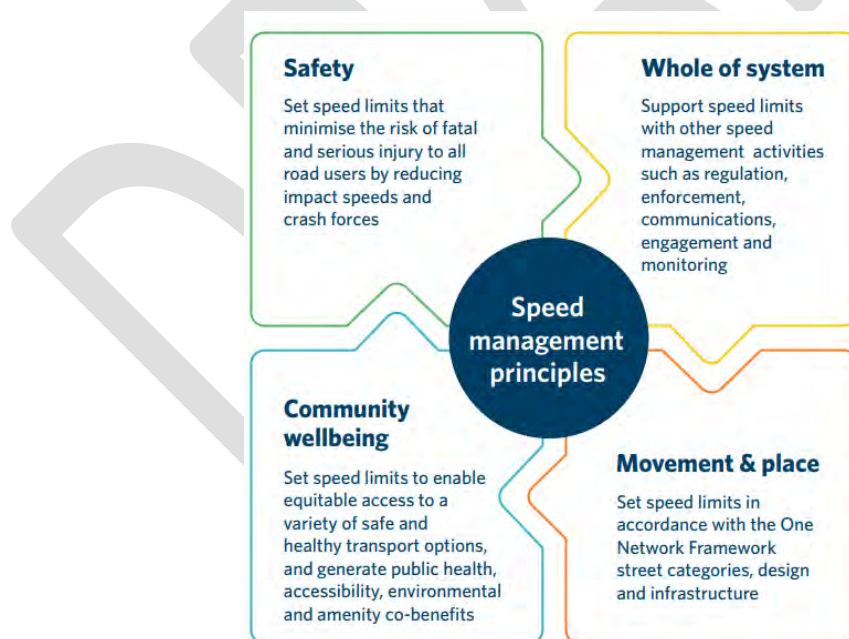 Safety
Set speed limits that
minimise the risk of fatal
and serious injury to all
road users by reducing
impact speeds and
crash forces
Whole of system
Support speed limits
with other speed
management activities
such as regulation,
enforcement,
communications,
engagement and
monitoring
Speed
management
principles
Community
wellbeing
Set speed limits to enable
equitable access to a
variety of safe and
healthy transport options,
and generate public health,
accessibility, environmental
and amenity co-benefits
Movement & place
Set speed limits in
accordance with the One
Network Framework
street categories, design
and infrastructure